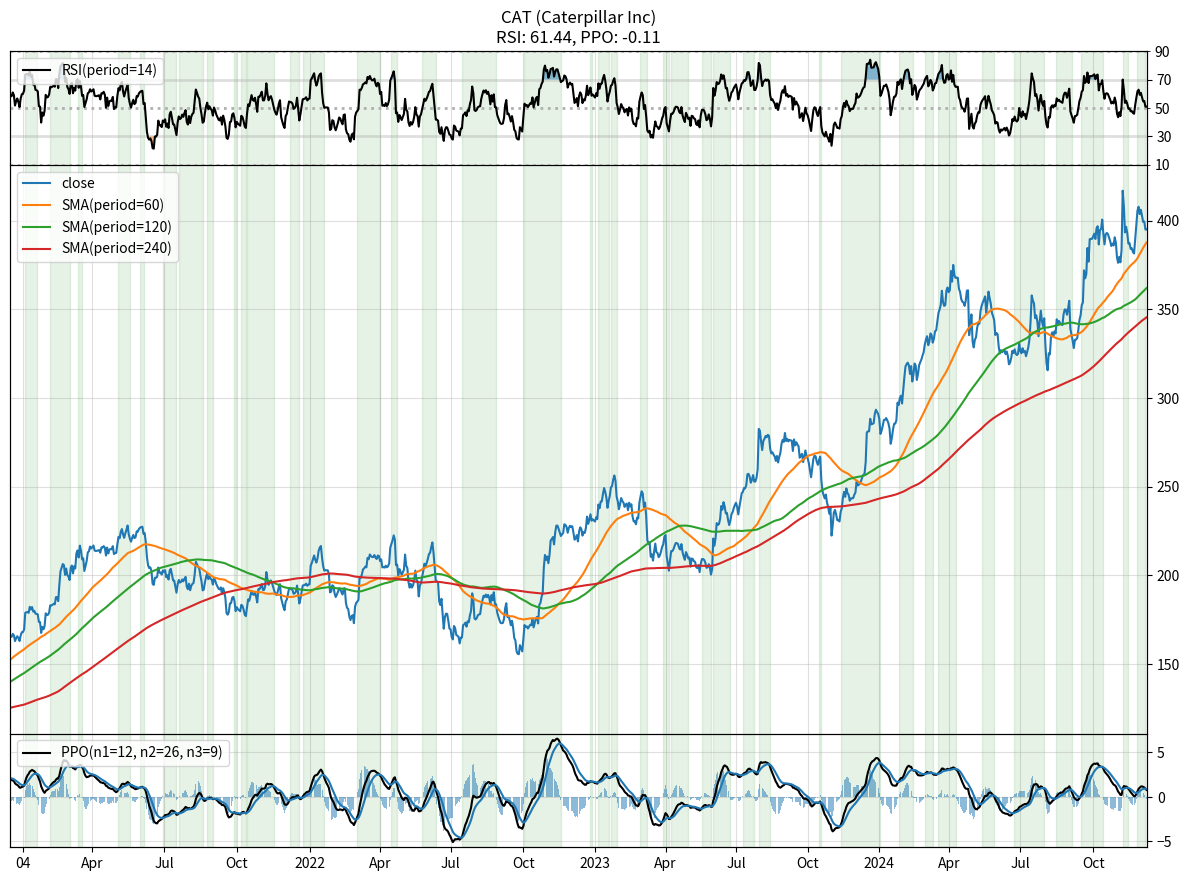 CAT (Caterpillar Inc)
RSI: 61.44, PPO: -0.11
RSI(period=14)
90
70
50
30
10
close
SMA(period=60)
SMA(period=120)
SMA(period=240)
400
350
300
250
200
150
PPO(n1=12, n2=26, n3=9)
5
0
−5
04 Apr Jul Oct 2022 Apr Jul Oct 2023 Apr Jul Oct 2024 Apr Jul Oct